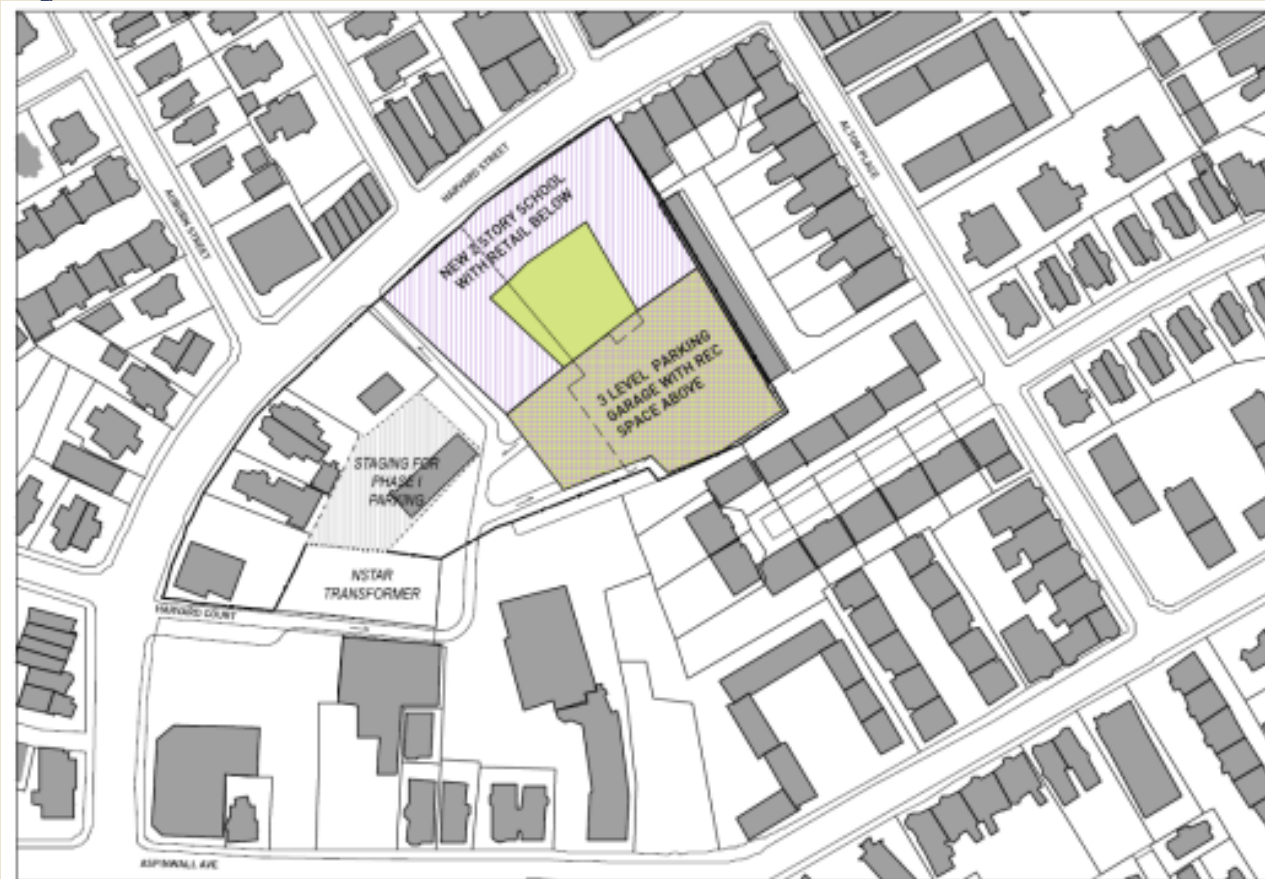 HARVARD STREET
ALTON PLACE
AUBURN STREET
NEW 2 STORY SCHOOL
WITH RETAIL BELOW
3 LEVEL PARKING
GARAGE WITH REC
SPACE ABOVE
STAGING FOR
PHASE I
PARKING
NSTAR
TRANSFORMER
HARVARD COURT
ASPINWALL AVE